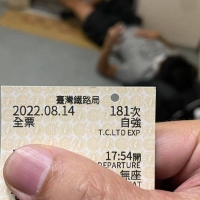 臺灣鐵路局
2022.08.14 181次
全票 自強
T.C.LTD EXP
17:54開
DEPARTURE
無座